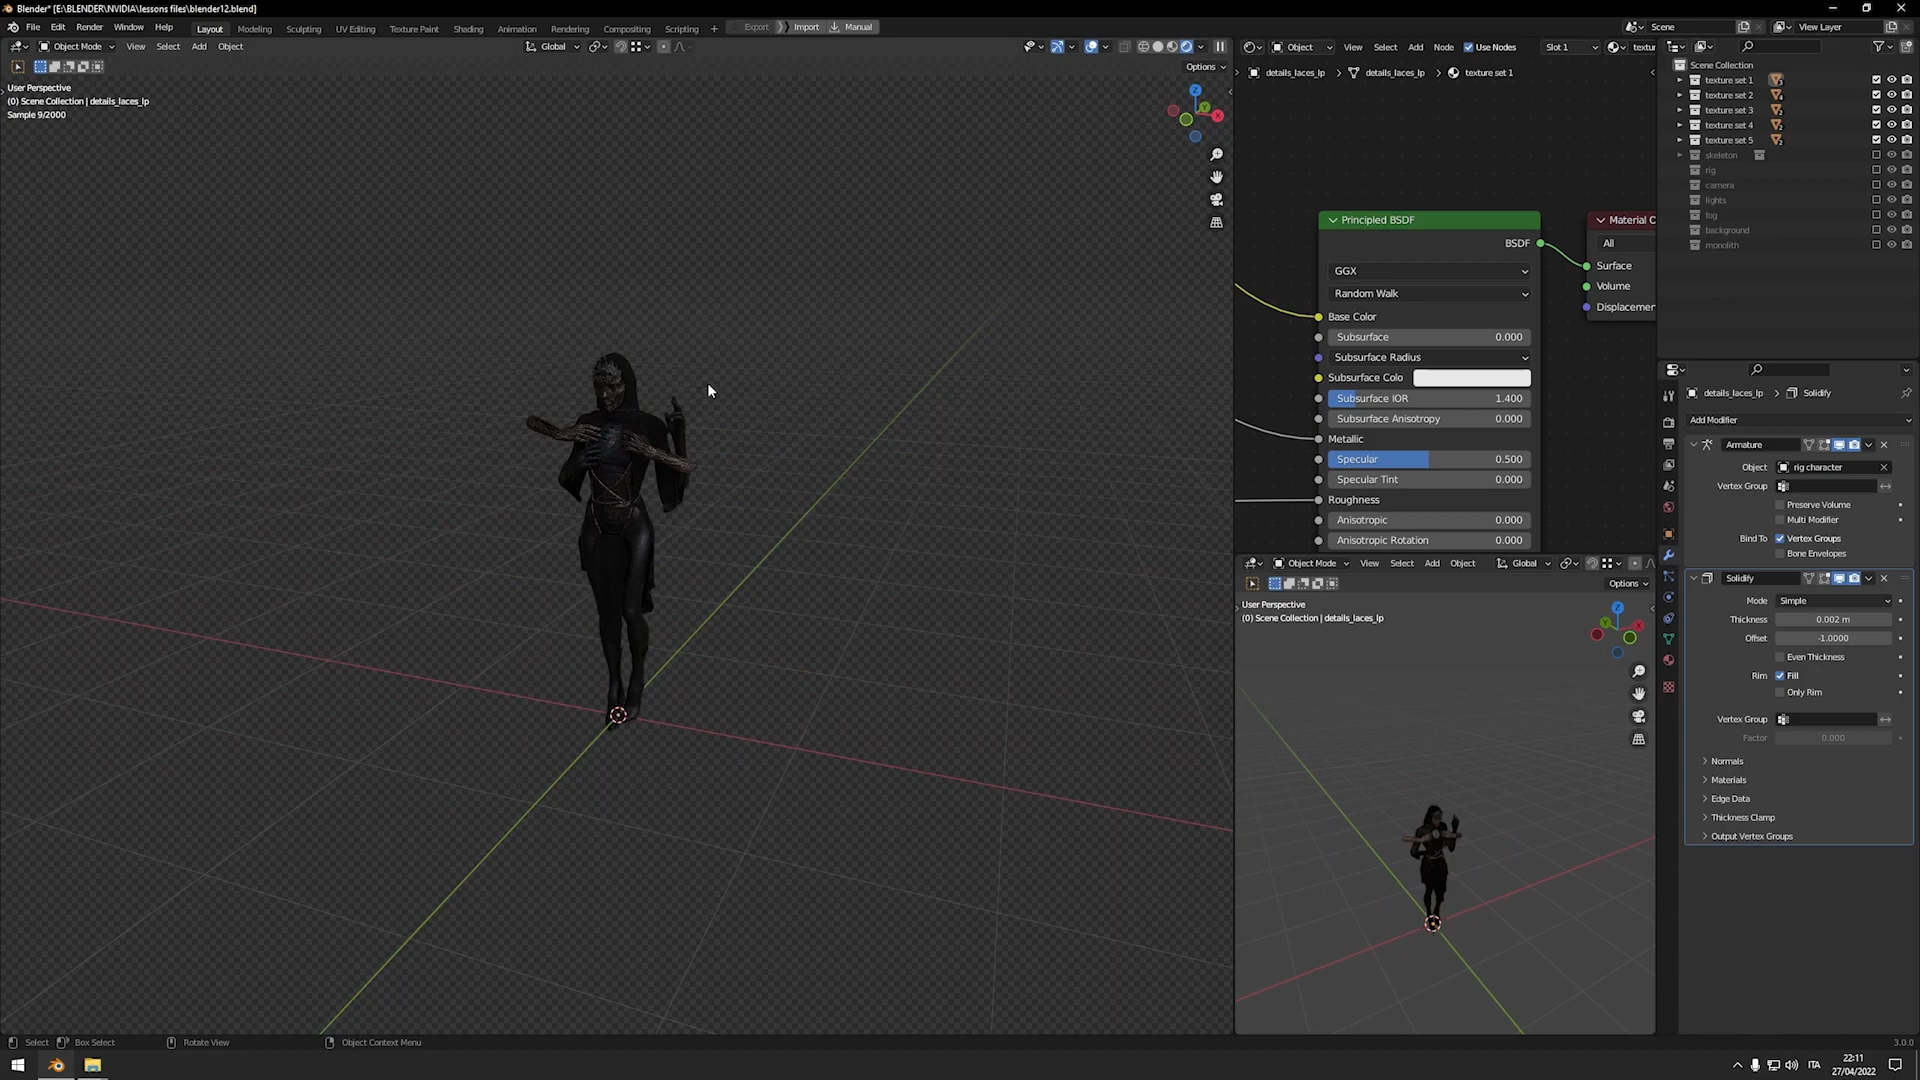 Blender* [E:\BLENDER\NVIDIA\lessons files\blender12.blend]
File Edit Render Window Help Layout Modeling Sculpting UV Editing Texture Paint Shading Animation Rendering Compositing Scripting + Export Import Manual Scene View Layer
Object Mode View Select Add Object Global
Options
User Perspective
(0) Scene Collection | details_laces_lp
Sample 9/2000
Z
Y
X
Object View Select Add Node Use Nodes Slot 1
details_laces_lp details_laces_lp texture set 1
Principled BSDF
BSDF
GGX
Random Walk
Base Color
Subsurface 0.000
Subsurface Radius
Subsurface Colo
Subsurface IOR 1.400
Subsurface Anisotropy 0.000
Metallic
Specular 0.500
Specular Tint 0.000
Roughness
Anisotropic 0.000
Anisotropic Rotation 0.000
All
Surface
Volume
Object Mode View Select Add Object Global
Options
User Perspective
(0) Scene Collection | details_laces_lp
Z
Y
X
Scene Collection
texture set 1
texture set 2
texture set 3
texture set 4
texture set 5
skeleton
rig
camera
lights
fog
background
monolith
details_laces_lp Solidify
Add Modifier
Armature
Object rig character
Vertex Group
Preserve Volume
Multi Modifier
Bind To Vertex Groups
Bone Envelopes
Solidify
Mode Simple
Thickness 0.002 m
Offset -1.0000
Even Thickness
Rim Fill
Only Rim
Vertex Group
Factor 0.000
Normals
Materials
Edge Data
Thickness Clamp
Output Vertex Groups
Select Box Select Rotate View Object Context Menu 3.0.0
ITA
22:11
27/04/2022